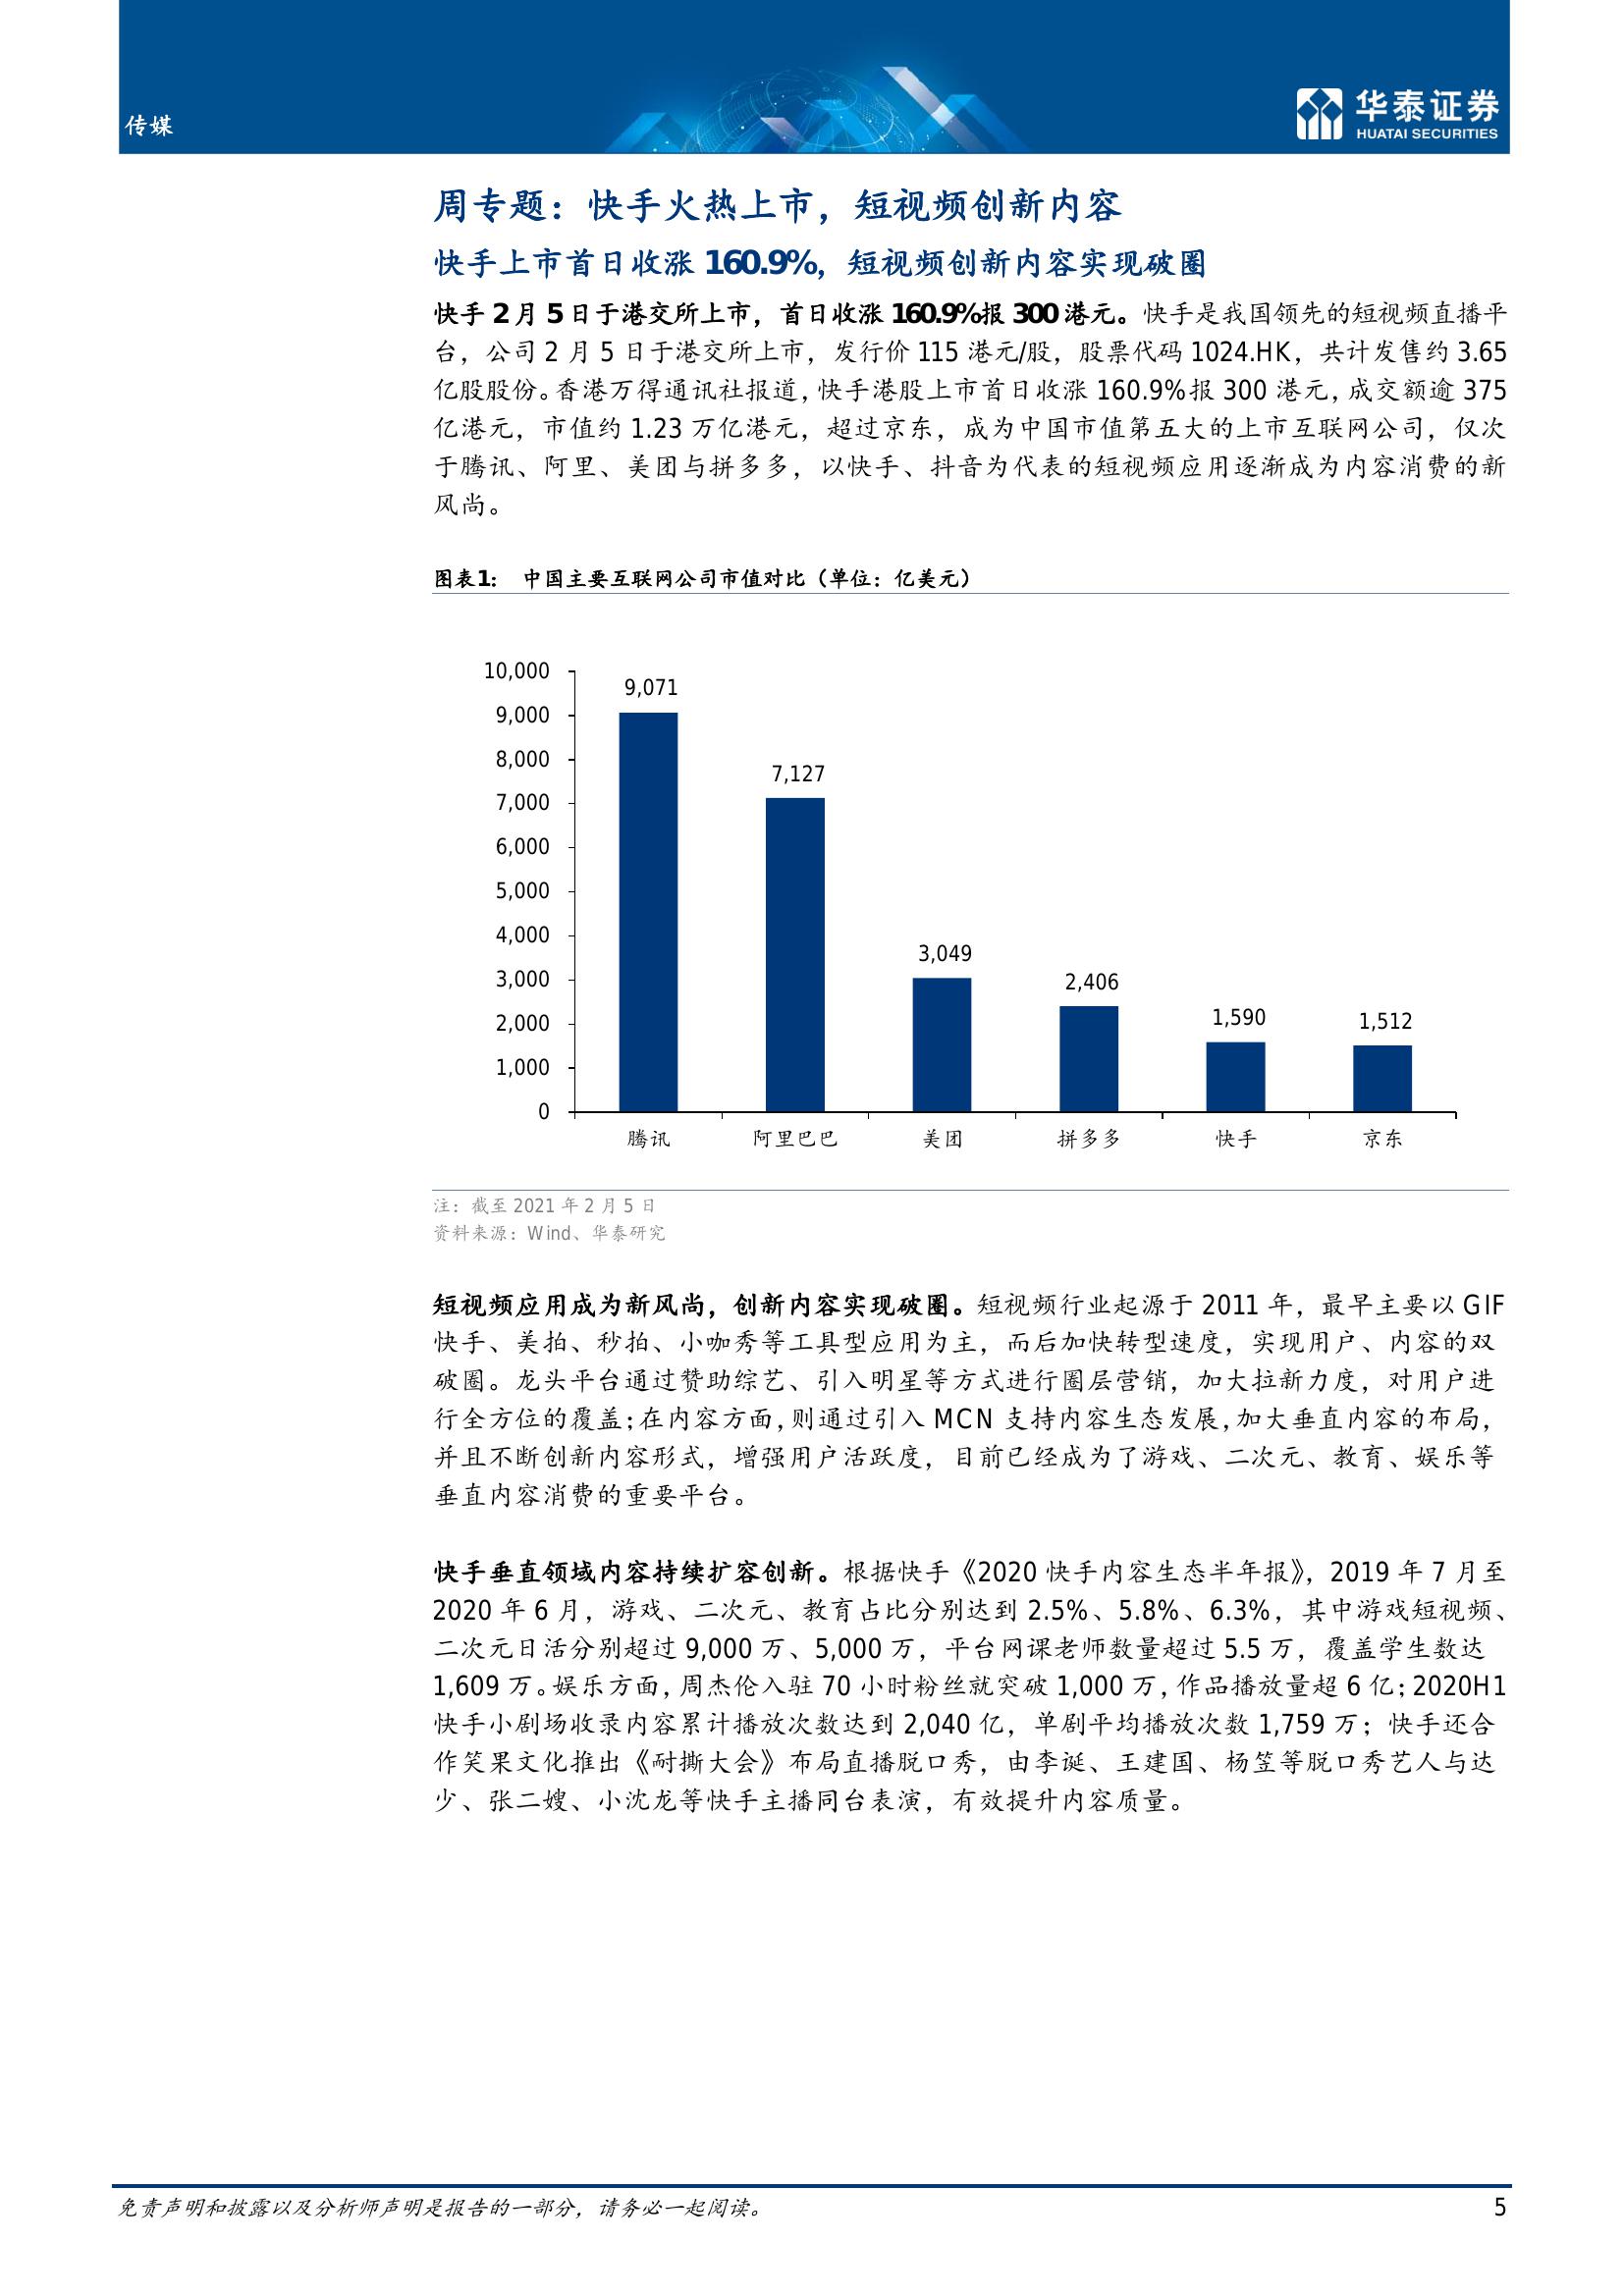 传媒
华泰证券
HUATAI SECURITIES
周专题：快手火热上市，短视频创新内容
快手上市首日收涨 160.9%，短视频创新内容实现破圈
快手 2 月 5 日于港交所上市，首日收涨 160.9%报 300 港元。快手是我国领先的短视频直播平
台，公司 2 月 5 日于港交所上市，发行价 115 港元/股，股票代码 1024.HK，共计发售约 3.65
亿股股份。香港万得通讯社报道，快手港股上市首日收涨 160.9%报 300 港元，成交额逾 375
亿港元，市值约 1.23 万亿港元，超过京东，成为中国市值第五大的上市互联网公司，仅次
于腾讯、阿里、美团与拼多多，以快手、抖音为代表的短视频应用逐渐成为内容消费的新
风尚。
图表1： 中国主要互联网公司市值对比（单位：亿美元）
10,000
9,000
8,000
7,000
6,000
5,000
4,000
3,000
2,000
1,000
0
9,071
7,127
3,049
2,406
1,590
1,512
腾讯 阿里巴巴 美团 拼多多 快手 京东
注：截至 2021 年 2 月 5 日
资料来源：Wind、华泰研究
短视频应用成为新风尚，创新内容实现破圈。短视频行业起源于 2011 年，最早主要以 GIF
快手、美拍、秒拍、小咖秀等工具型应用为主，而后加快转型速度，实现用户、内容的双
破圈。龙头平台通过赞助综艺、引入明星等方式进行圈层营销，加大拉新力度，对用户进
行全方位的覆盖；在内容方面，则通过引入 MCN 支持内容生态发展，加大垂直内容的布局，
并且不断创新内容形式，增强用户活跃度，目前已经成为了游戏、二次元、教育、娱乐等
垂直内容消费的重要平台。
快手垂直领域内容持续扩容创新。根据快手《2020 快手内容生态半年报》，2019 年 7 月至
2020 年 6 月，游戏、二次元、教育占比分别达到 2.5%、5.8%、6.3%，其中游戏短视频、
二次元日活分别超过 9,000 万、5,000 万，平台网课老师数量超过 5.5 万，覆盖学生数达
1,609 万。娱乐方面，周杰伦入驻 70 小时粉丝就突破 1,000 万，作品播放量超 6 亿；2020H1
快手小剧场收录内容累计播放次数达到 2,040 亿，单剧平均播放次数 1,759 万；快手还合
作笑果文化推出《耐撕大会》布局直播脱口秀，由李诞、王建国、杨笠等脱口秀艺人与达
少、张二嫂、小沈龙等快手主播同台表演，有效提升内容质量。
免责声明和披露以及分析师声明是报告的一部分，请务必一起阅读。
5